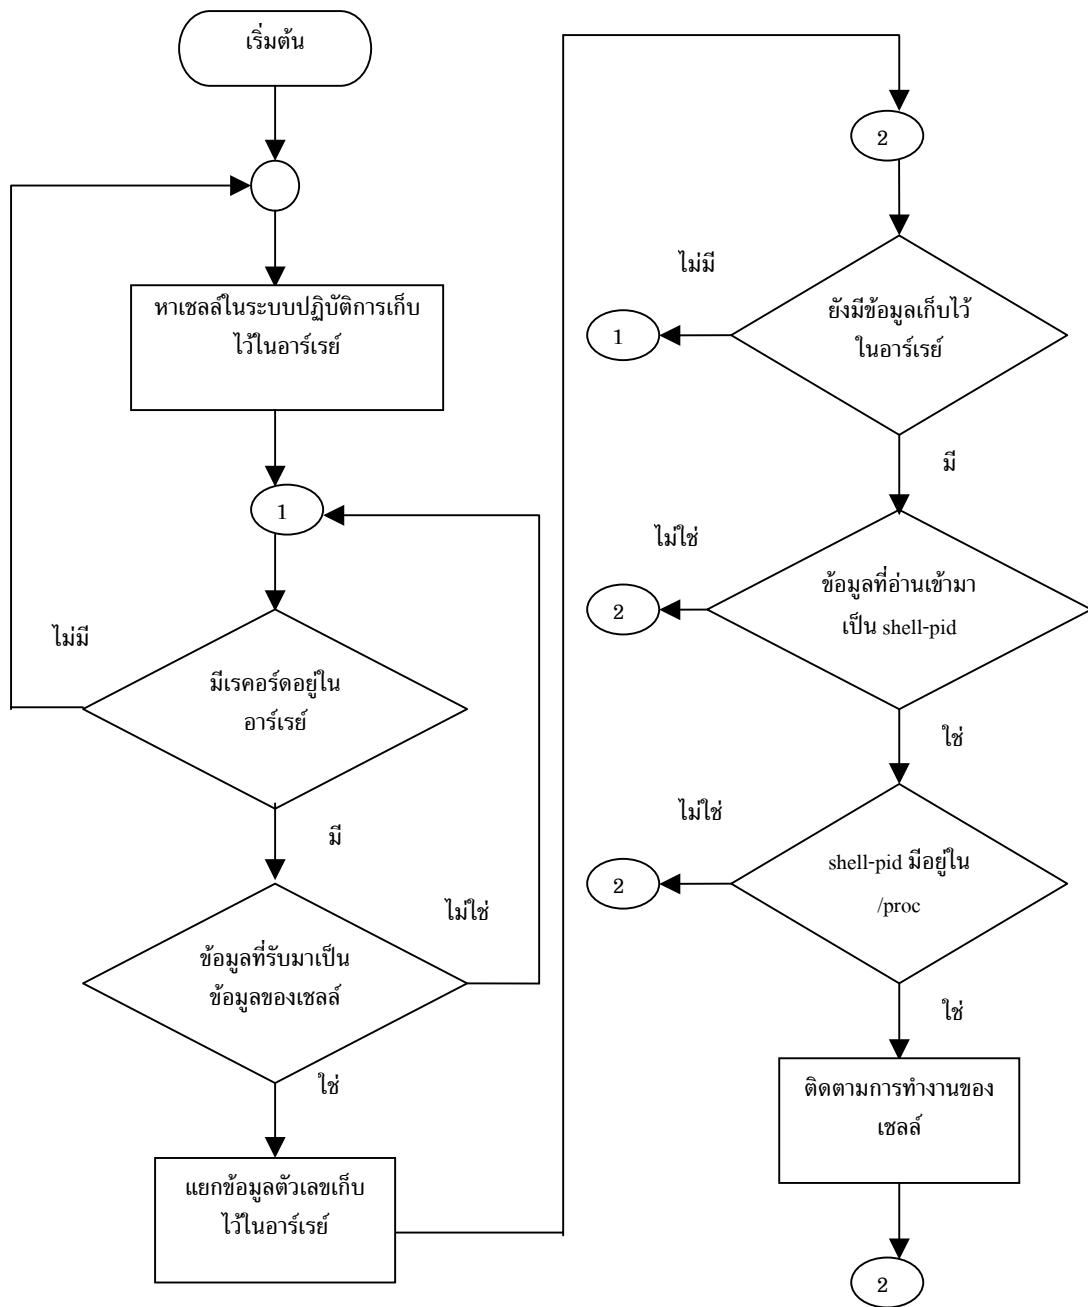 เริ่มต้น
หาเชลล์ในระบบปฏิบัติการเก็บ
ไว้ในอาร์เรย์
1
ไม่มี
มีเรคอร์ดอยู่ใน
อาร์เรย์
มี
ไม่ใช่
ข้อมูลที่รับมาเป็น
ข้อมูลของเชลล์
ใช่
แยกข้อมูลตัวเลขเก็บ
ไว้ในอาร์เรย์
2
ไม่มี
ยังมีข้อมูลเก็บไว้
ในอาร์เรย์
1
มี
ไม่ใช่
ข้อมูลที่อ่านเข้ามา
เป็น shell-pid
2
ใช่
ไม่ใช่
shell-pid มีอยู่ใน
/proc
2
ใช่
ติดตามการทำงานของ
เชลล์
2